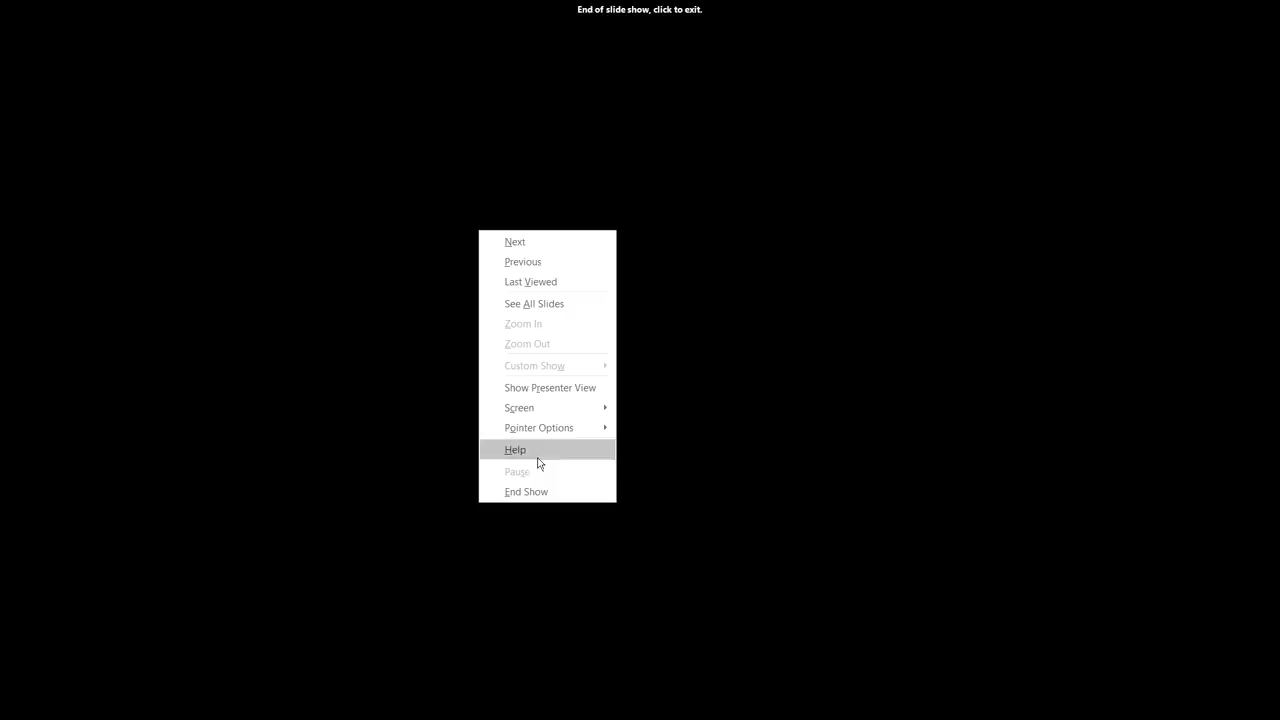 End of slide show, click to exit.
Next
Previous
Last Viewed
See All Slides
Zoom In
Zoom Out
Custom Show
Show Presenter View
Screen
Pointer Options
Help
Pause
End Show